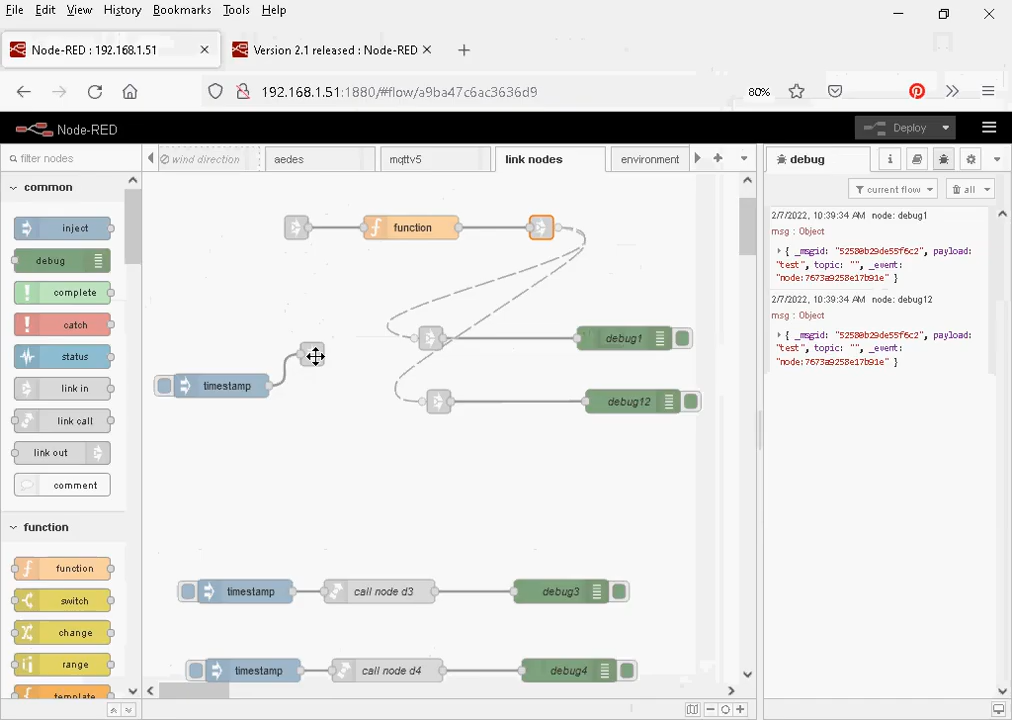 File Edit View History Bookmarks Tools Help
Node-RED : 192.168.1.51
Version 2.1 released : Node-RED
192.168.1.51:1880/#flow/a9ba47c6ac3636d9
80%
Node-RED
Deploy
filter nodes
wind direction
aedes
mqttv5
link nodes
environment
debug
i
common
current flow
all
inject
debug
complete
catch
status
link in
link call
link out
comment
function
function
switch
change
range
template
function
timestamp
debug1
debug12
timestamp
call node d3
debug3
timestamp
call node d4
debug4
2/7/2022, 10:39:34 AM node: debug1
msg : Object
{ _msgid: "52580b29de55f6c2", payload:
"test", topic: "", _event:
"node:7673a9258e17b91e" }
2/7/2022, 10:39:34 AM node: debug12
msg : Object
{ _msgid: "52580b29de55f6c2", payload:
"test", topic: "", _event:
"node:7673a9258e17b91e" }